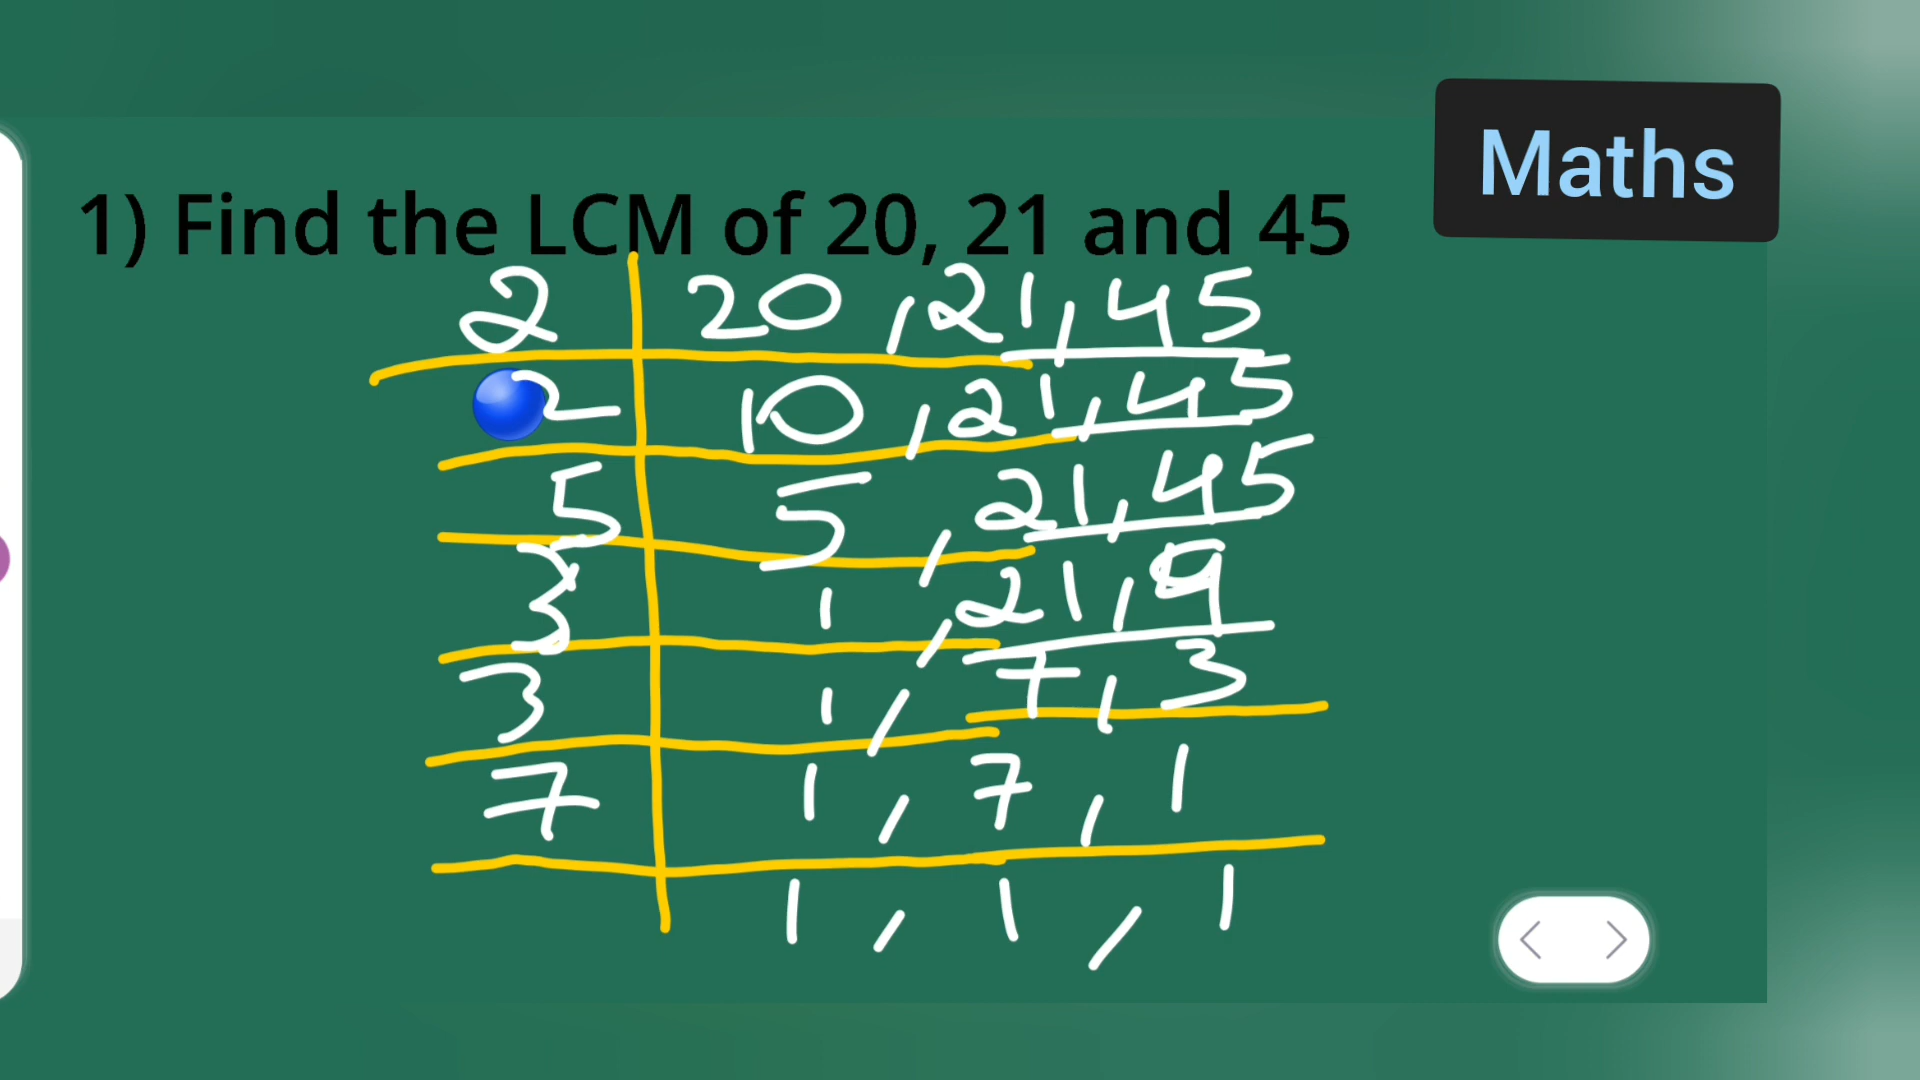 Maths
1) Find the LCM of 20, 21 and 45
2 20, 21, 45
2 10, 21, 45
5 5, 21, 45
3 1, 21, 9
3 1, 7, 3
7 1, 7, 1
1, 1, 1